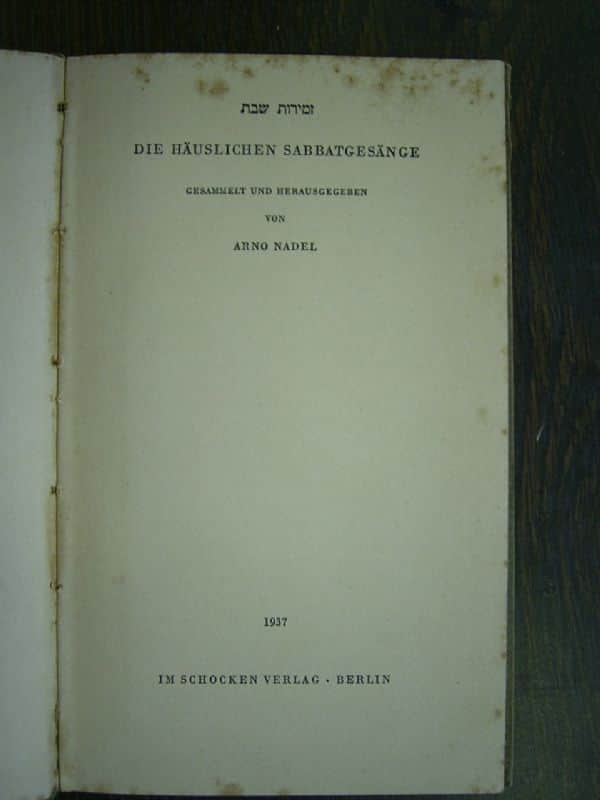 זמירות שבת
DIE HÄUSLICHEN SABBATGESÄNGE
GESAMMELT UND HERAUSGEGEBEN
VON
ARNO NADEL
1937
IM SCHOCKEN VERLAG · BERLIN